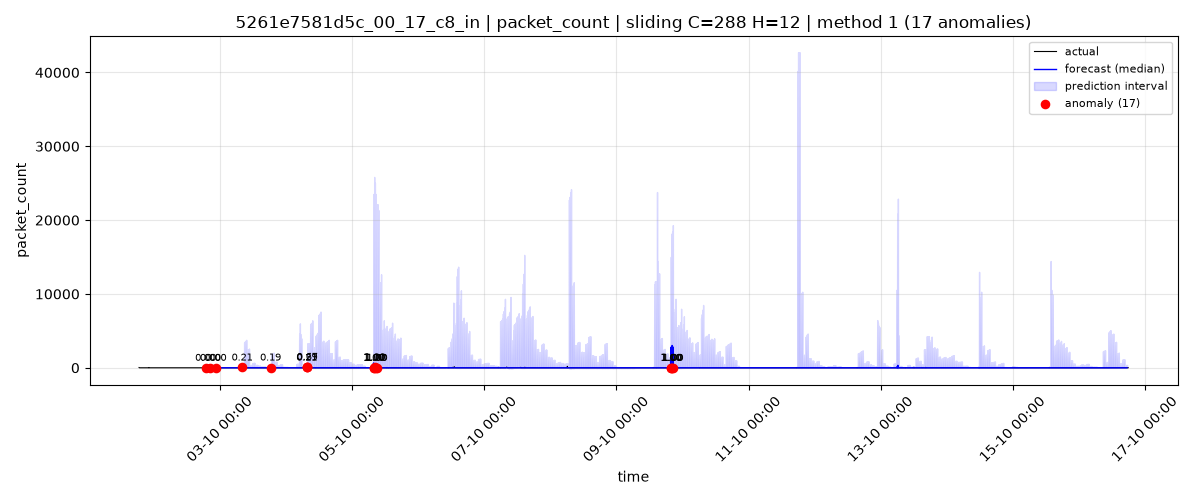 5261e7581d5c_00_17_c8_in | packet_count | sliding C=288 H=12 | method 1 (17 anomalies)
actual
forecast (median)
prediction interval
anomaly (17)
packet_count
40000
30000
20000
10000
0
0.21
0.19
03-10 00:00
05-10 00:00
07-10 00:00
09-10 00:00
11-10 00:00
13-10 00:00
15-10 00:00
17-10 00:00
time